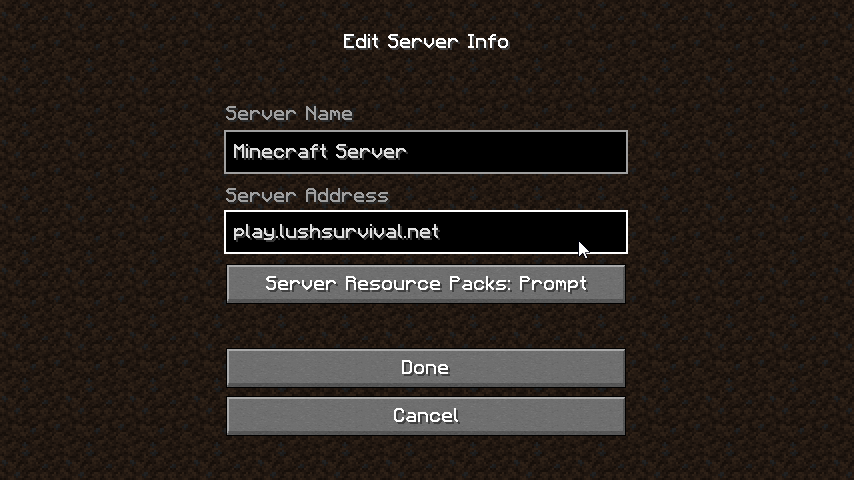 Edit Server Info
Server Name
Minecraft Server
Server Address
play.lushsurvival.net
Server Resource Packs: Prompt
Done
Cancel